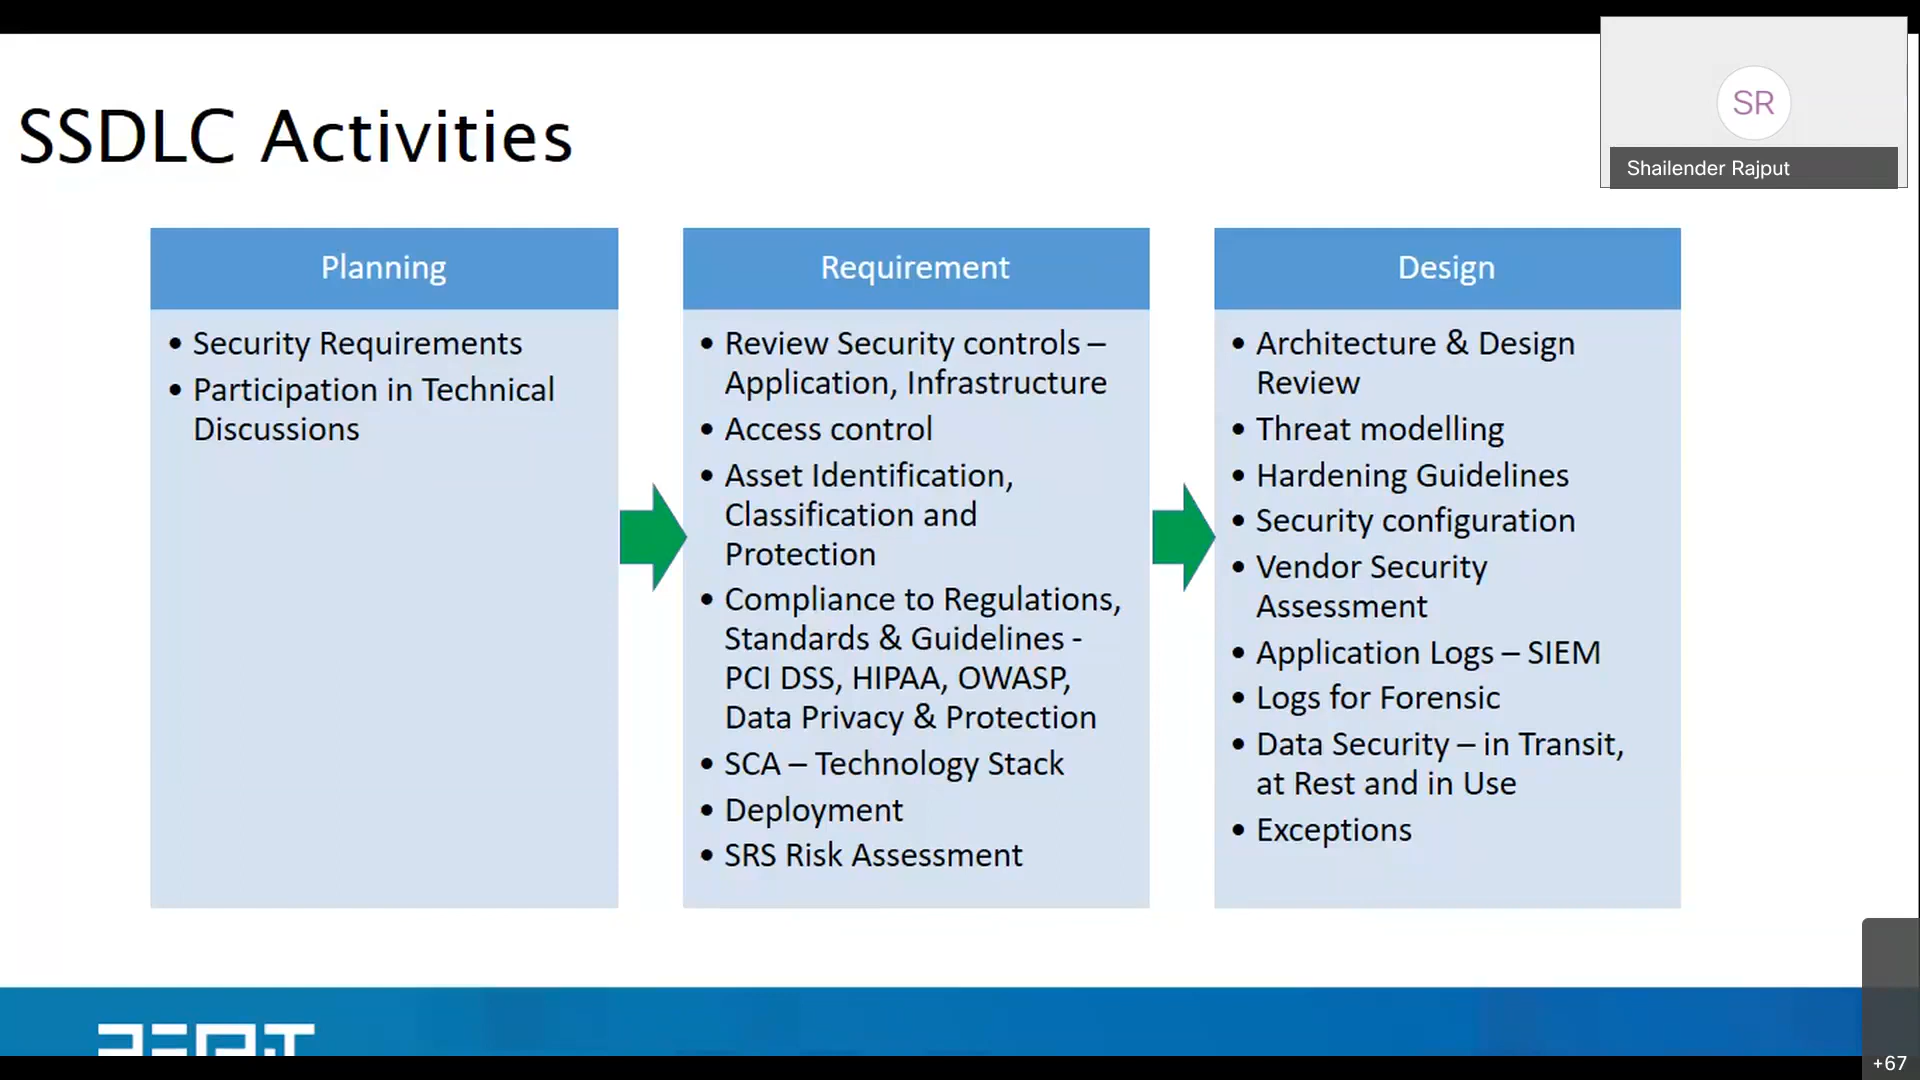 SSDLC Activities
SR
Shailender Rajput
Planning
• Security Requirements
• Participation in Technical
Discussions
Requirement
• Review Security controls –
Application, Infrastructure
• Access control
• Asset Identification,
Classification and
Protection
• Compliance to Regulations,
Standards & Guidelines -
PCI DSS, HIPAA, OWASP,
Data Privacy & Protection
• SCA – Technology Stack
• Deployment
• SRS Risk Assessment
Design
• Architecture & Design
Review
• Threat modelling
• Hardening Guidelines
• Security configuration
• Vendor Security
Assessment
• Application Logs – SIEM
• Logs for Forensic
• Data Security – in Transit,
at Rest and in Use
• Exceptions
+67